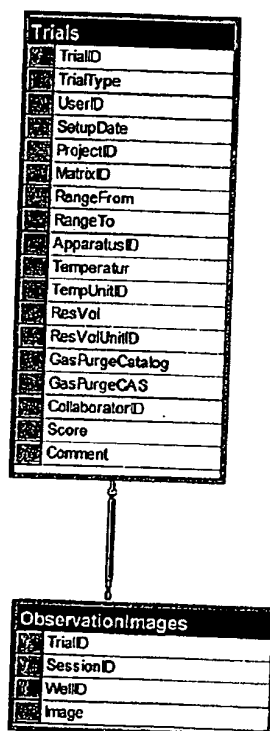 Trials
TrialID
TrialType
UserID
SetupDate
ProjectID
MatrixID
RangeFrom
RangeTo
ApparatusID
Temperatur
TempUnitID
ResVol
ResVolUnitID
GasPurgeCatalog
GasPurgeCAS
CollaboratorID
Score
Comment
ObservationImages
TrialID
SessionID
WellID
Image